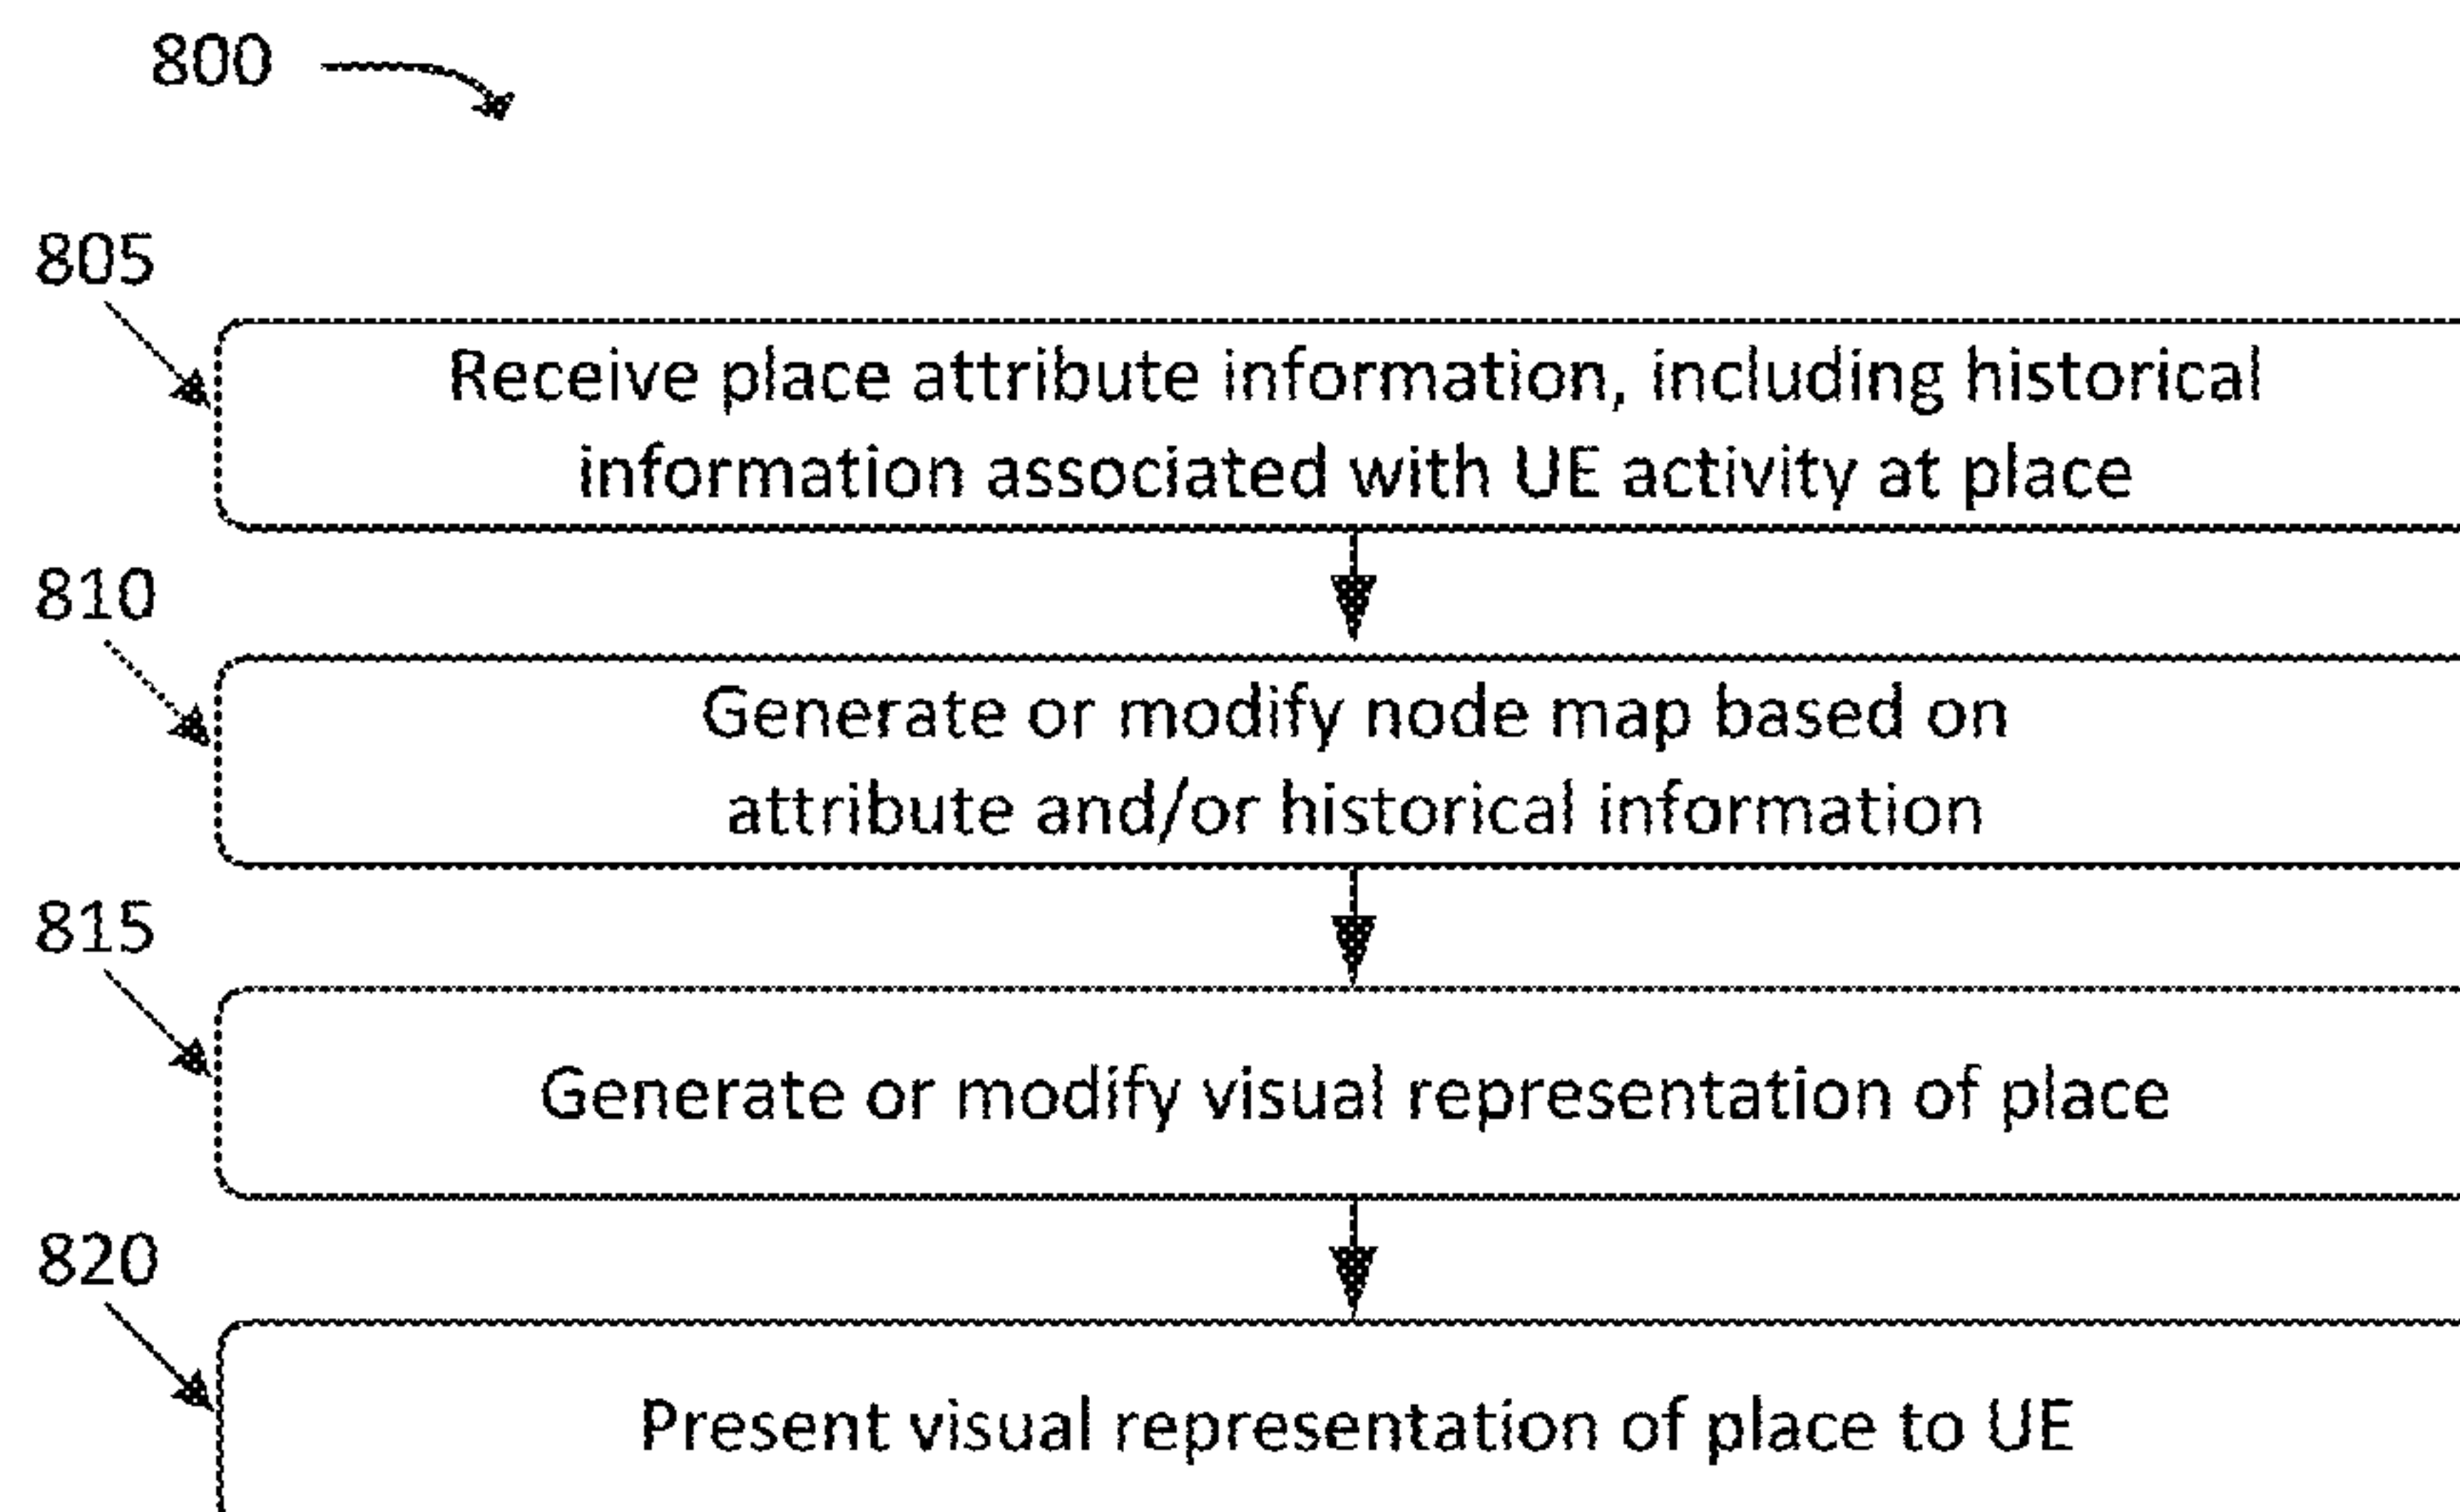 800
805
Receive place attribute information, including historical
information associated with UE activity at place
810
Generate or modify node map based on
attribute and/or historical information
815
Generate or modify visual representation of place
820
Present visual representation of place to UE